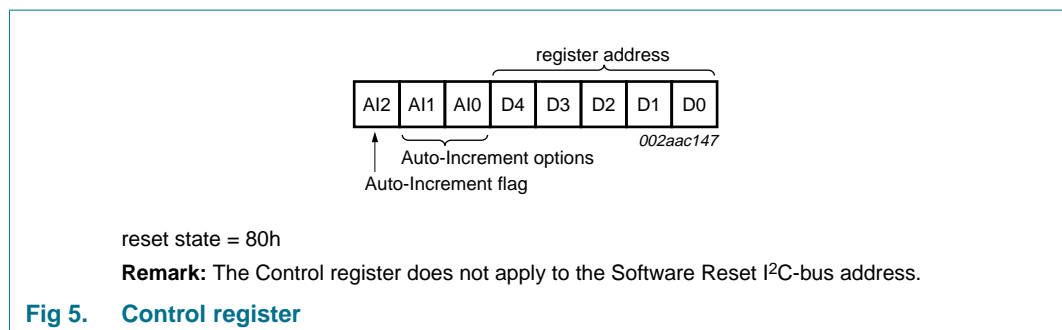 register address
AI2 AI1 AI0 D4 D3 D2 D1 D0
002aac147
Auto-Increment options
Auto-Increment flag
reset state = 80h
Remark: The Control register does not apply to the Software Reset I²C-bus address.
Fig 5. Control register